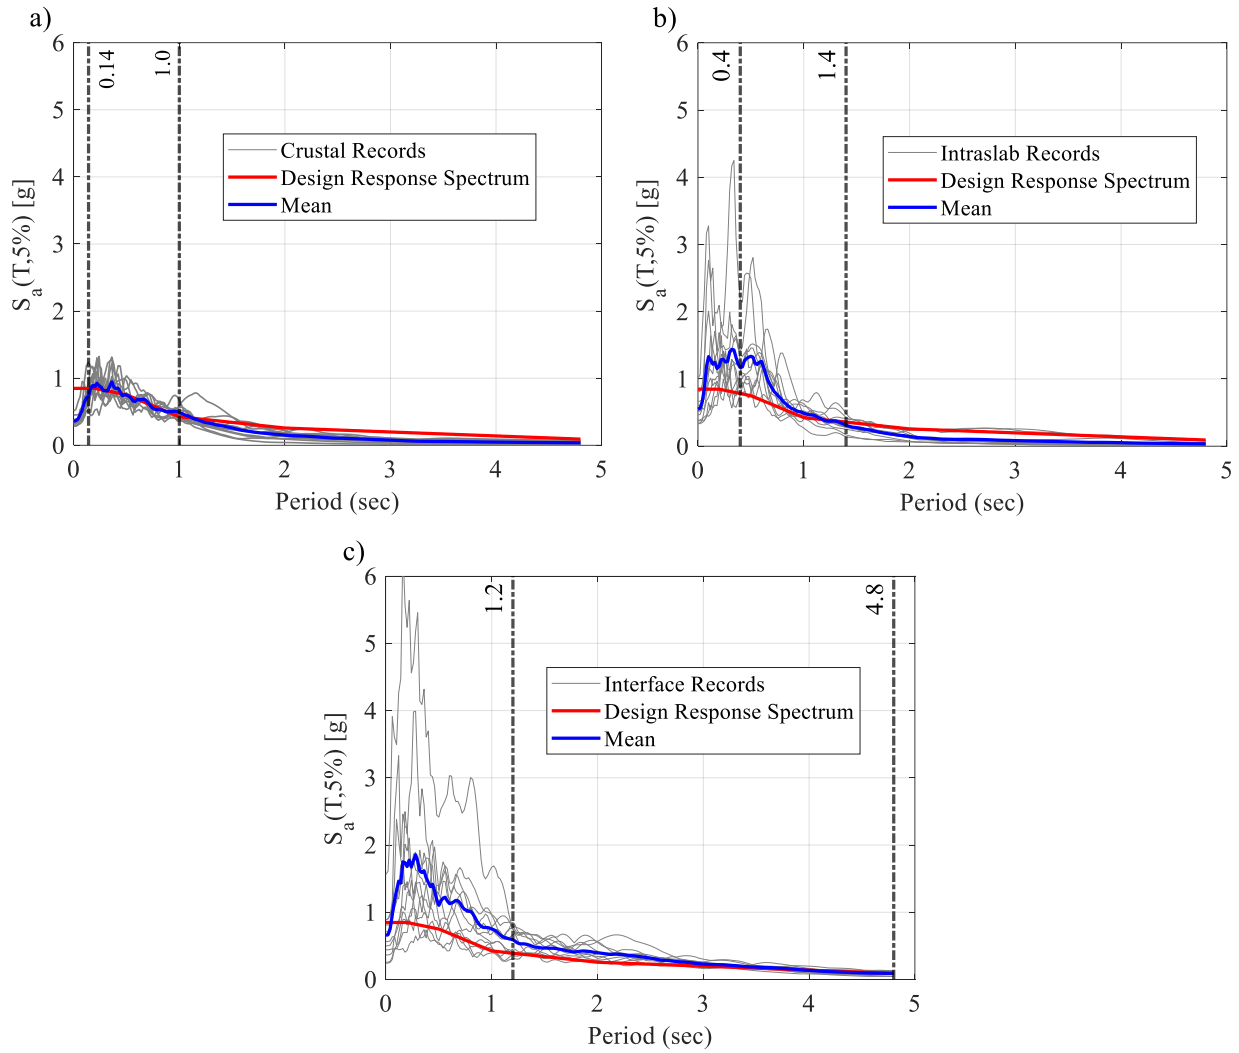 a)
6
5
4
3
2
1
0
0 1 2 3 4 5
0.14
1.0
Crustal Records
Design Response Spectrum
Mean
Sa(T,5%) [g]
Period (sec)
b)
6
5
4
3
2
1
0
0 1 2 3 4 5
0.4
1.4
Intraslab Records
Design Response Spectrum
Mean
Sa(T,5%) [g]
Period (sec)
c)
6
5
4
3
2
1
0
0 1 2 3 4 5
1.2
4.8
Interface Records
Design Response Spectrum
Mean
Sa(T,5%) [g]
Period (sec)